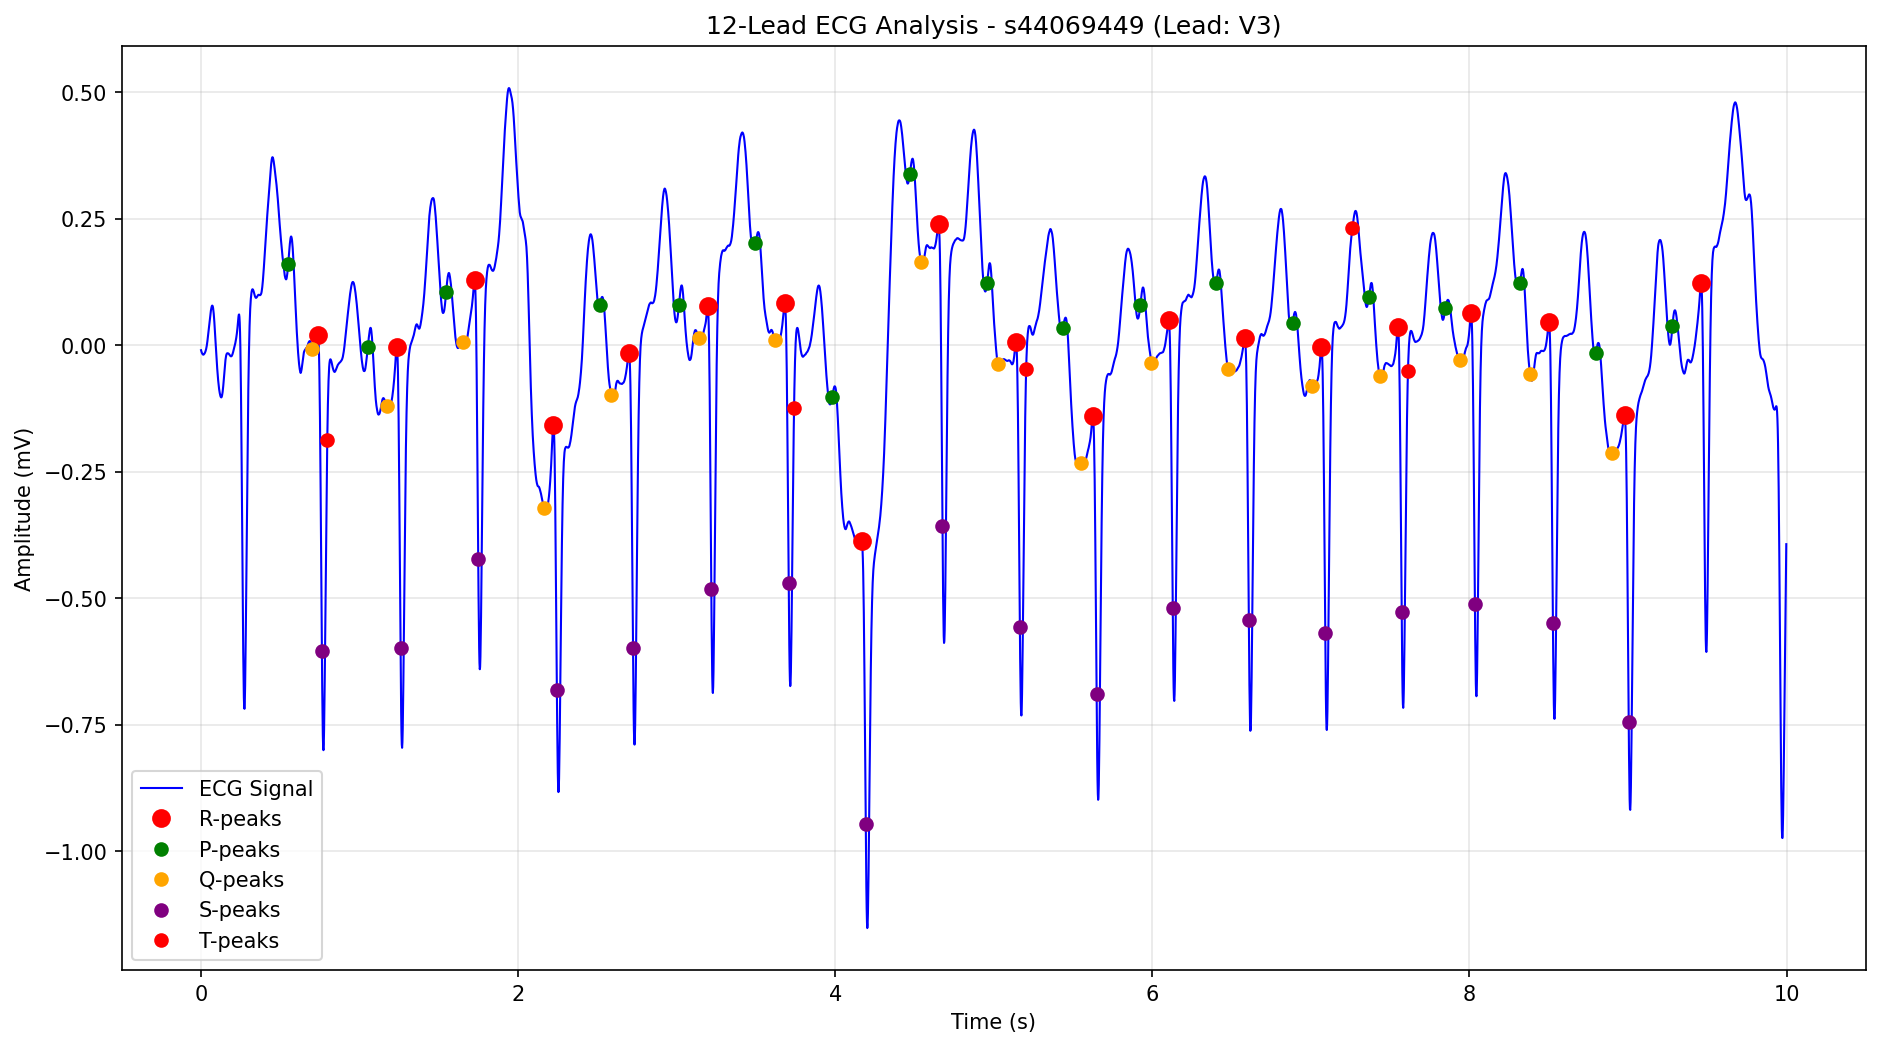 12-Lead ECG Analysis - s44069449 (Lead: V3)
Amplitude (mV)
0.50
0.25
0.00
−0.25
−0.50
−0.75
−1.00
ECG Signal
R-peaks
P-peaks
Q-peaks
S-peaks
T-peaks
0 2 4 6 8 10
Time (s)